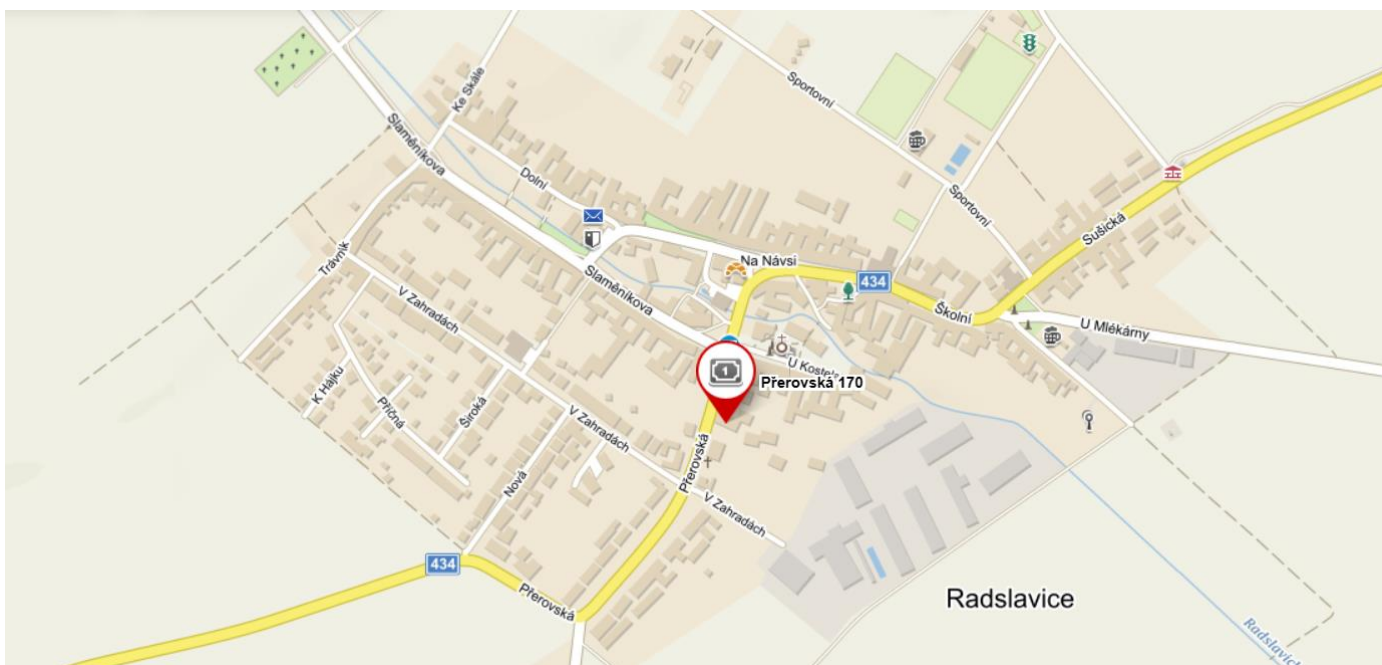 Ke Skále
Sportovní
Slaměníkova
Dolní
Sportovní
Sušická
Trávník
Na Návsi
434
Slaměníkova
V Zahradách
Školní
U Mlékárny
1
Přerovská 170
K Hájku
Příčná
Široká
V Zahradách
Přerovská
Nová
V Zahradách
434
Přerovská
Radslavice